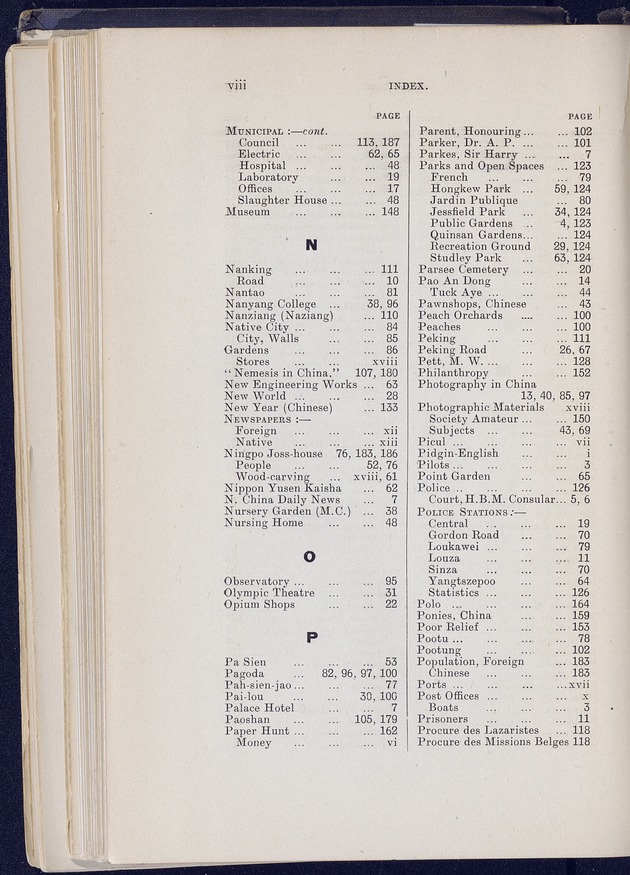 viii
INDEX.
PAGE
MUNICIPAL :—cont.
Council ... ... 113, 187
Electric ... ... 62, 65
Hospital ... ... ... 48
Laboratory ... ... 19
Offices ... ... ... 17
Slaughter House ... ... 48
Museum ... ... ... 148
N
Nanking ... ... ... 111
Road ... ... ... 10
Nantao ... ... ... 81
Nanyang College ... 38, 96
Nanziang (Naziang) ... 110
Native City ... ... ... 84
City, Walls ... ... 85
Gardens ... ... ... 86
Stores ... ... xviii
“Nemesis in China,” 107, 180
New Engineering Works ... 63
New World ... ... ... 28
New Year (Chinese) ... 133
NEWSPAPERS :—
Foreign ... ... ... xii
Native ... ... ... xiii
Ningpo Joss-house 76, 183, 186
People ... ... 52, 76
Wood-carving ... xviii, 61
Nippon Yusen Kaisha ... 62
N. China Daily News ... 7
Nursery Garden (M.C.) ... 38
Nursing Home ... ... 48
O
Observatory ... ... ... 95
Olympic Theatre ... ... 31
Opium Shops ... ... 22
P
Pa Sien ... ... ... 53
Pagoda ... 82, 96, 97, 100
Pah-sien-jao ... ... ... 77
Pai-lou ... ... 30, 100
Palace Hotel ... ... 7
Paoshan ... ... 105, 179
Paper Hunt ... ... ... 162
Money ... ... ... vi
PAGE
Parent, Honouring ... ... 102
Parker, Dr. A. P. ... ... 101
Parkes, Sir Harry ... ... 7
Parks and Open Spaces ... 123
French ... ... ... 79
Hongkew Park ... 59, 124
Jardin Publique ... 80
Jessfield Park ... 34, 124
Public Gardens ... 4, 123
Quinsan Gardens... ... 124
Recreation Ground 29, 124
Studley Park ... 63, 124
Parsee Cemetery ... ... 20
Pao An Dong ... ... 14
Tuck Aye ... ... ... 44
Pawnshops, Chinese ... 43
Peach Orchards ... ... 100
Peaches ... ... ... 100
Peking ... ... ... 111
Peking Road ... 26, 67
Pett, M. W. ... ... ... 128
Philanthropy ... ... 152
Photography in China
13, 40, 85, 97
Photographic Materials xviii
Society Amateur ... ... 150
Subjects ... ... 43, 69
Picul ... ... ... ... vii
Pidgin-English ... ... i
Pilots ... ... ... ... 3
Point Garden ... ... 65
Police ... ... ... ... 126
Court, H.B.M. Consular... 5, 6
POLICE STATIONS :—
Central ... ... ... 19
Gordon Road ... ... 70
Loukawei ... ... ... 79
Louza ... ... ... 11
Sinza ... ... ... 70
Yangtszepoo ... ... 64
Statistics ... ... ... 126
Polo ... ... ... ... 164
Ponies, China ... ... 159
Poor Relief ... ... ... 153
Pootu ... ... ... ... 78
Pootung ... ... ... 102
Population, Foreign ... 183
Chinese ... ... ... 183
Ports ... ... ... ...xvii
Post Offices ... ... ... x
Boats ... ... ... 3
Prisoners ... ... ... 11
Procure des Lazaristes ... 118
Procure des Missions Belges 118